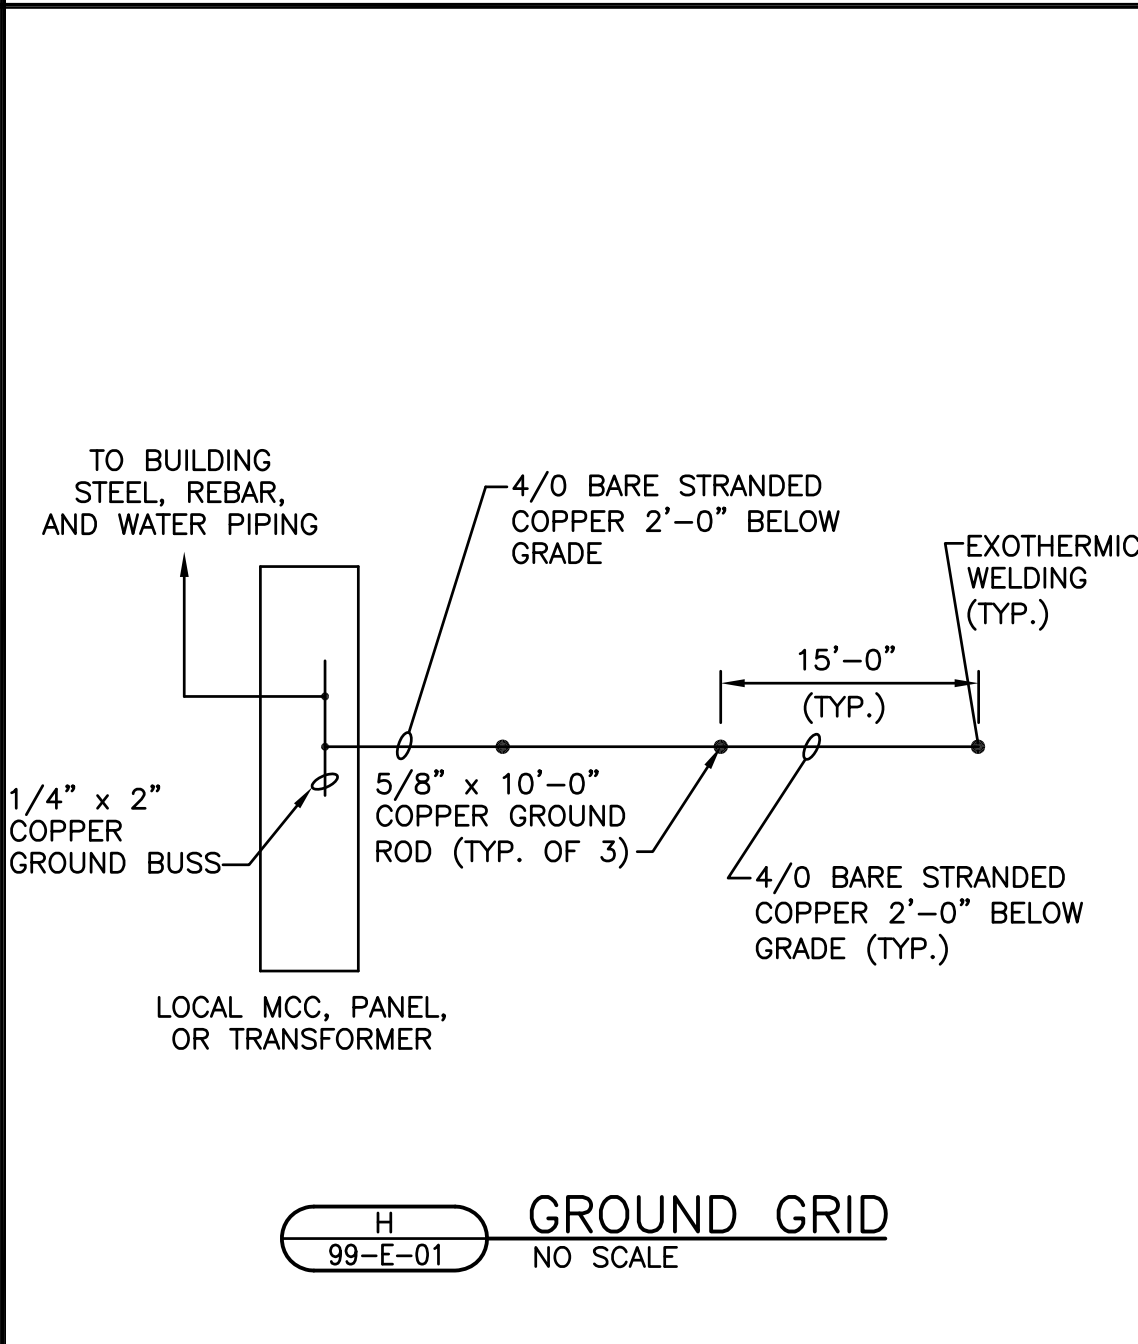 TO BUILDING
STEEL, REBAR,
AND WATER PIPING
4/0 BARE STRANDED
COPPER 2'-0" BELOW
GRADE
EXOTHERMIC
WELDING
(TYP.)
15'-0"
(TYP.)
1/4" x 2"
COPPER
GROUND BUSS
5/8" x 10'-0"
COPPER GROUND
ROD (TYP. OF 3)
4/0 BARE STRANDED
COPPER 2'-0" BELOW
GRADE (TYP.)
LOCAL MCC, PANEL,
OR TRANSFORMER
H
99-E-01
GROUND GRID
NO SCALE